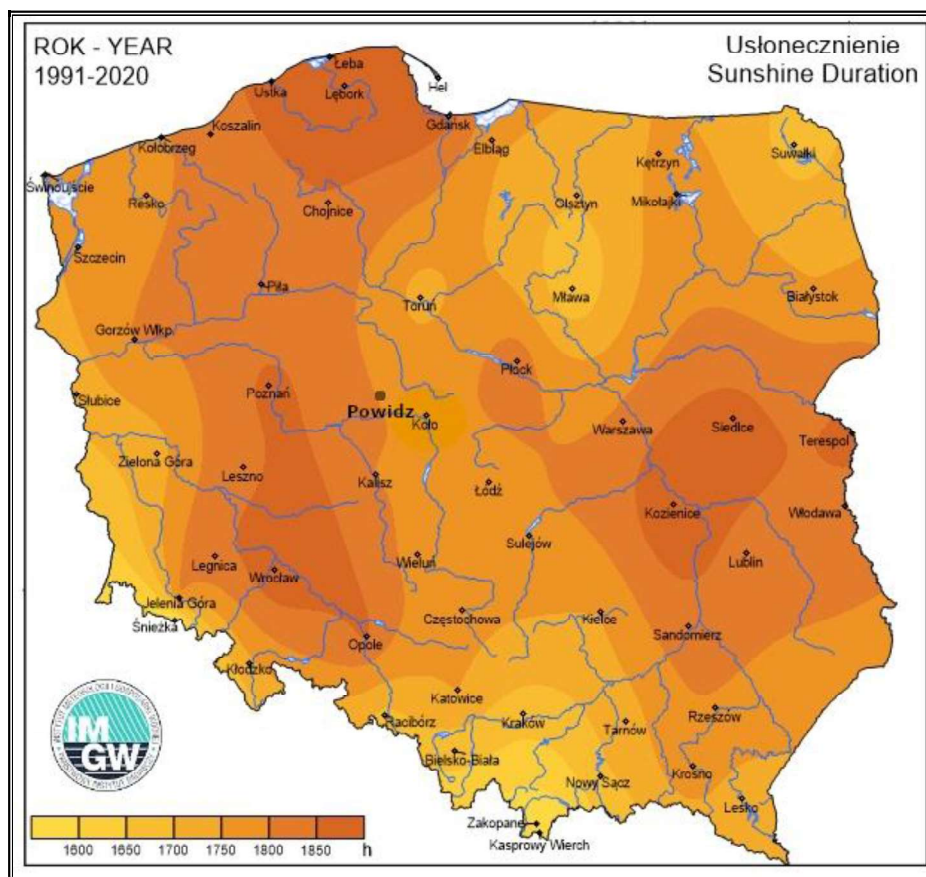 ROK - YEAR
1991-2020
Usłonecznienie
Sunshine Duration
Łeba
Ustka
Lębork
Hel
Koszalin
Gdańsk
Kołobrzeg
Elbląg
Suwałki
Kętrzyn
Świnoujście
Resko
Chojnice
Olsztyn
Mikołajki
Szczecin
Piła
Toruń
Mława
Białystok
Gorzów Wlkp.
Płock
Słubice
Poznań
Powidz
Koło
Warszawa
Siedlce
Terespol
Zielona Góra
Leszno
Kalisz
Łódź
Kozienice
Włodawa
Sulejów
Legnica
Wrocław
Wieluń
Lublin
Jelenia Góra
Śnieżka
Częstochowa
Kielce
Sandomierz
Opole
Kłodzko
Katowice
Racibórz
Kraków
Tarnów
Rzeszów
Bielsko-Biała
Nowy Sącz
Krosno
Lesko
Zakopane
Kasprowy Wierch
IM
GW
1600 1650 1700 1750 1800 1850 h